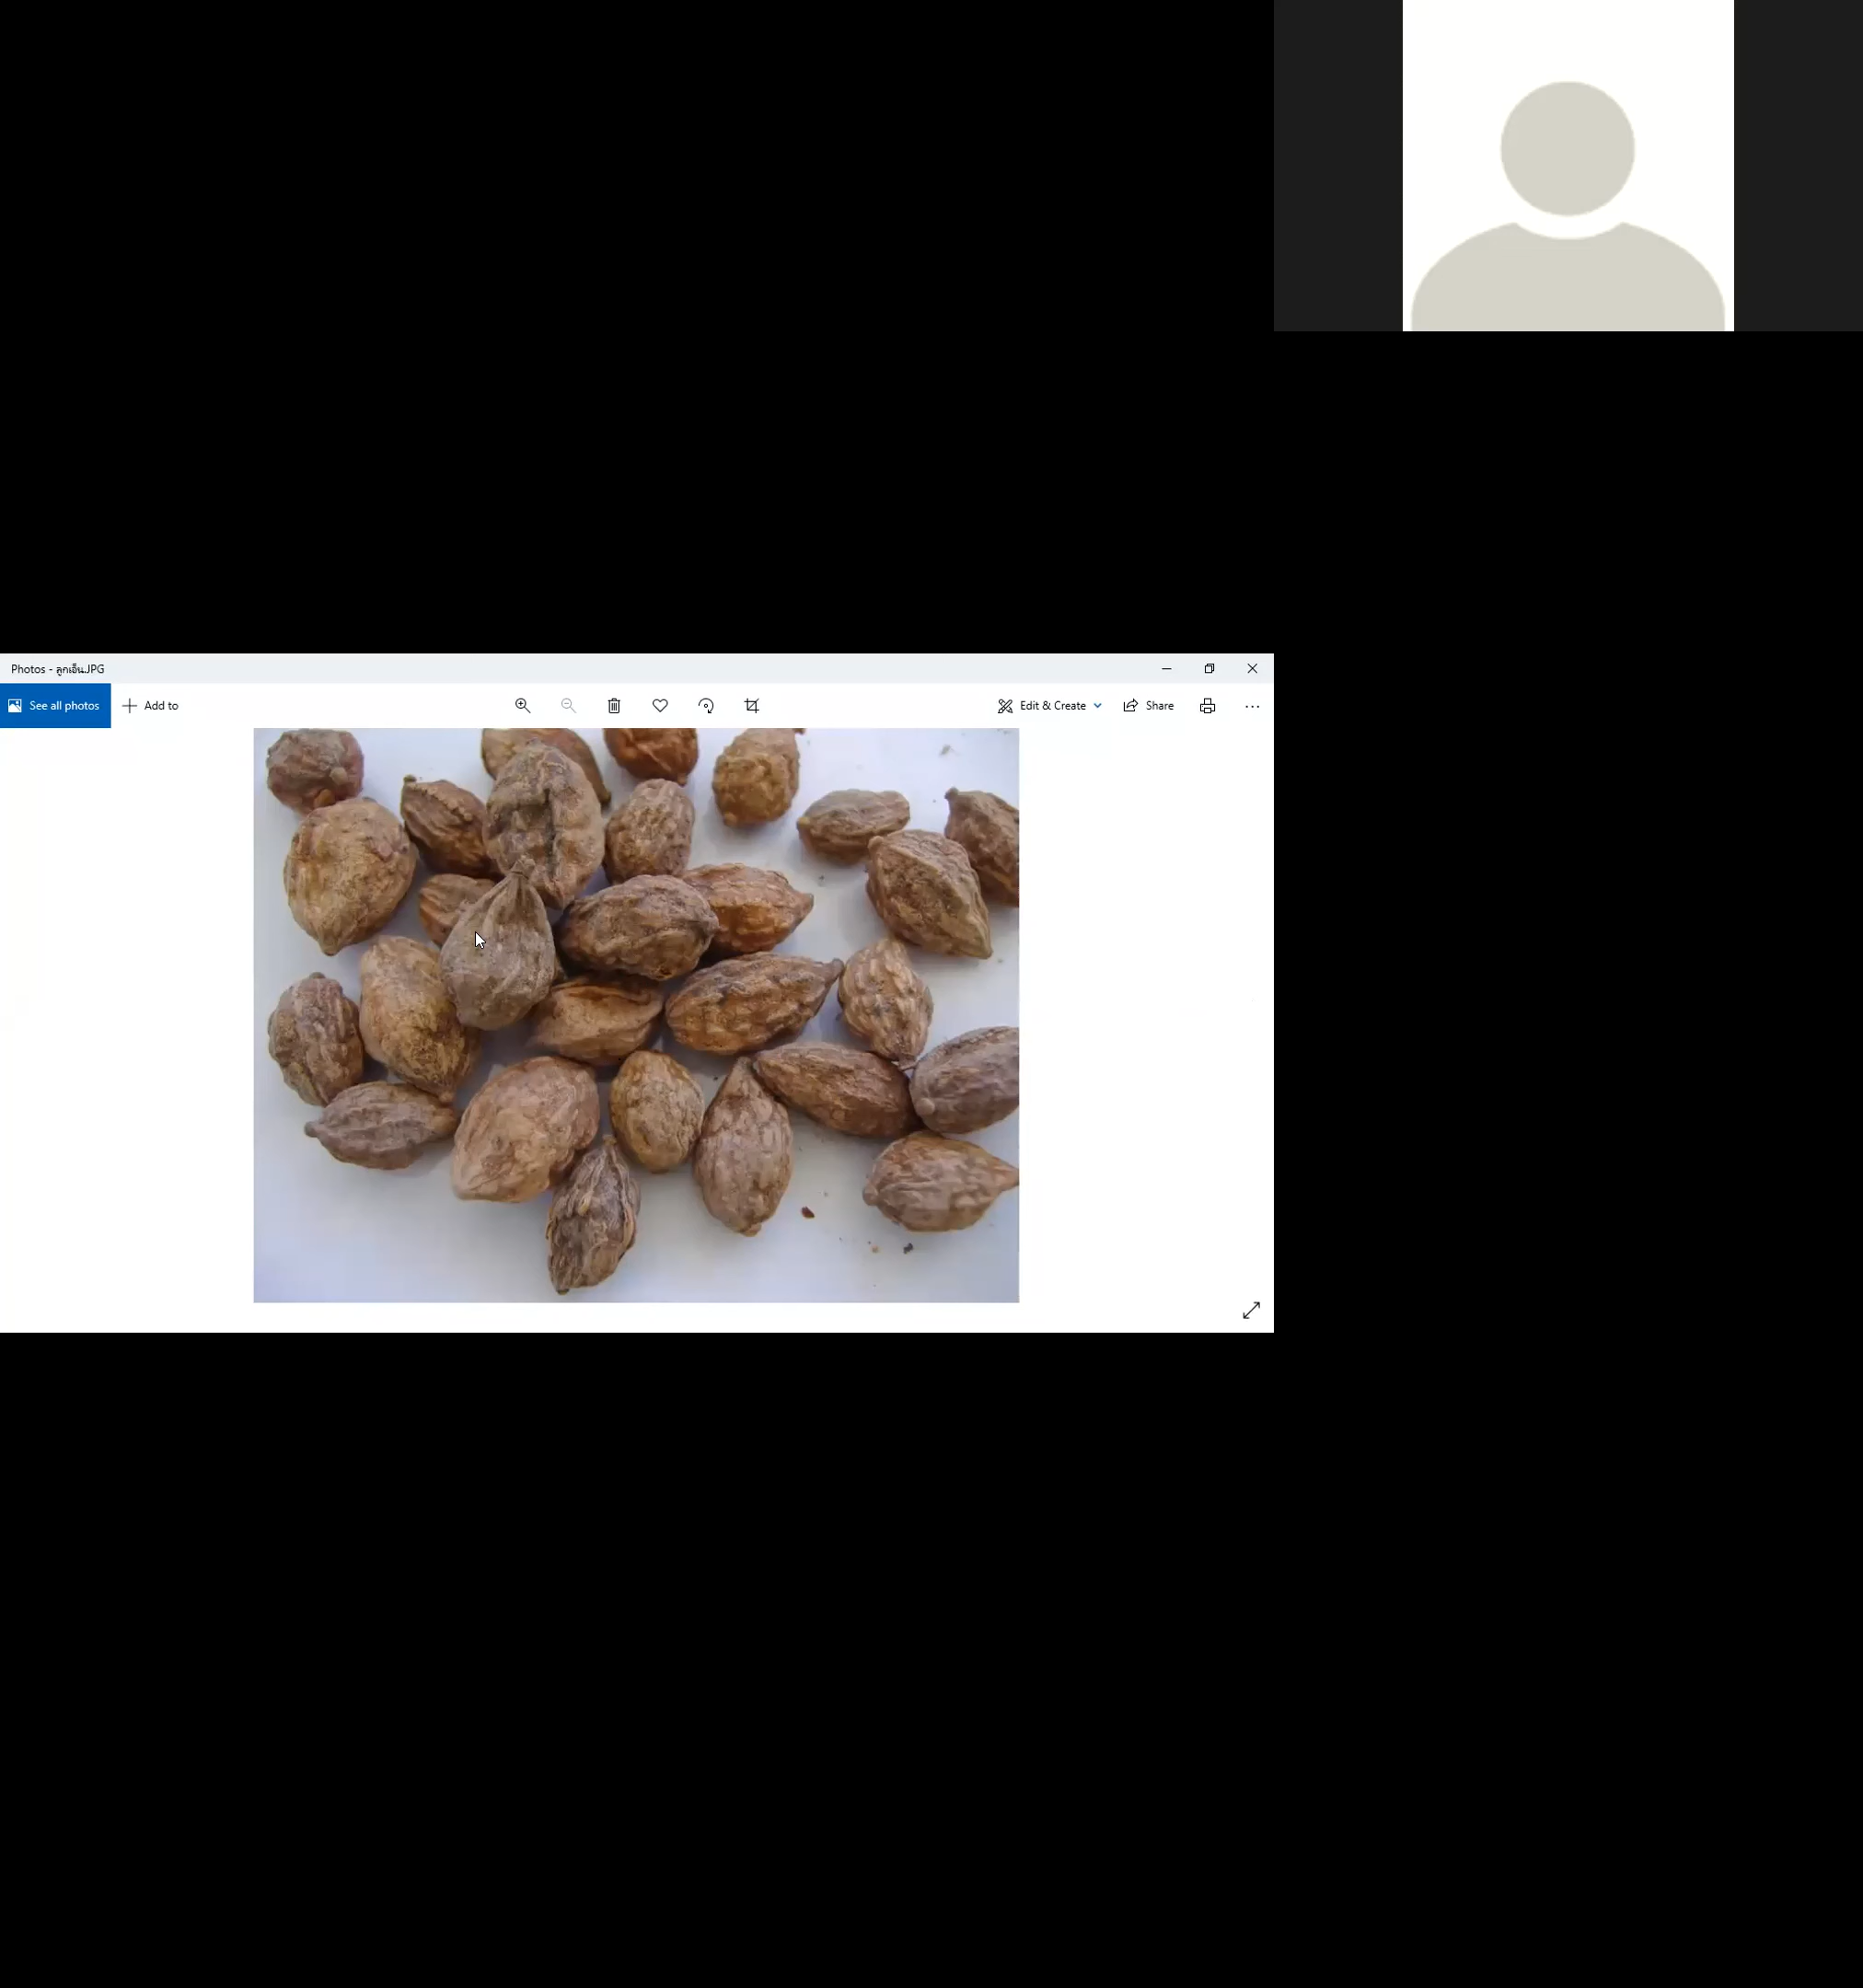 Photos - ลูกเอ็น.JPG
See all photos
Add to
Edit & Create
Share